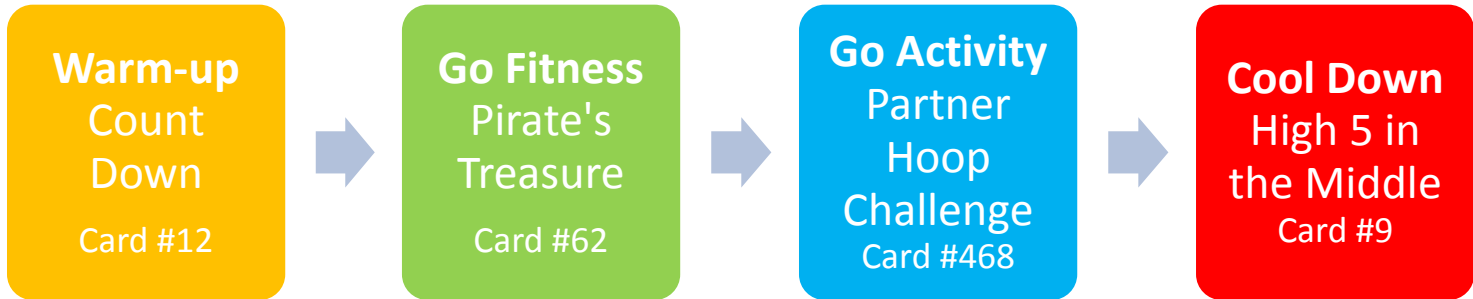 Warm-up
Count
Down
Card #12
Go Fitness
Pirate's
Treasure
Card #62
Go Activity
Partner
Hoop
Challenge
Card #468
Cool Down
High 5 in
the Middle
Card #9